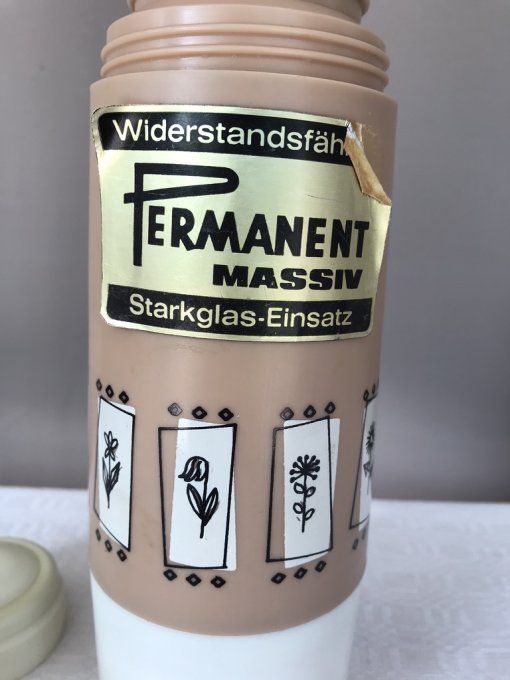 Widerstandsfäh
PERMANENT
MASSIV
Starkglas-Einsatz